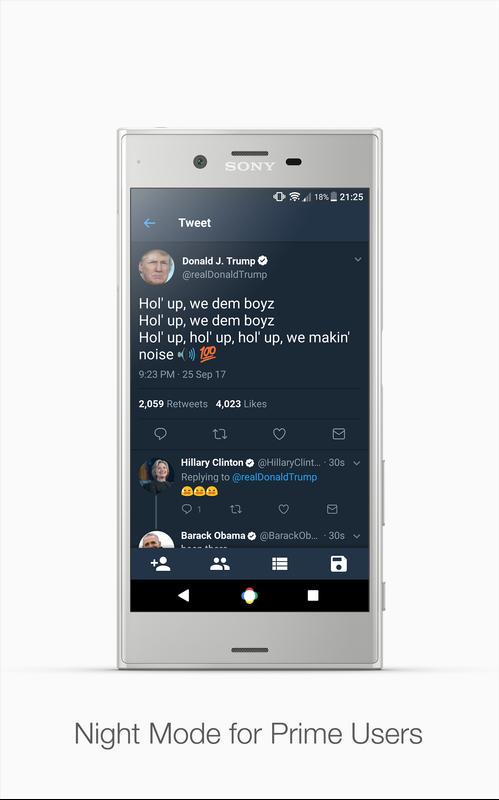 SONY
18% 21:25
Tweet
Donald J. Trump
@realDonaldTrump
Hol' up, we dem boyz
Hol' up, we dem boyz
Hol' up, hol' up, hol' up, we makin'
noise 🔊 💯
9:23 PM · 25 Sep 17
2,059 Retweets 4,023 Likes
Hillary Clinton @HillaryClint... · 30s
Replying to @realDonaldTrump
😂😂😂
1
Barack Obama @BarackOb... · 30s
Night Mode for Prime Users